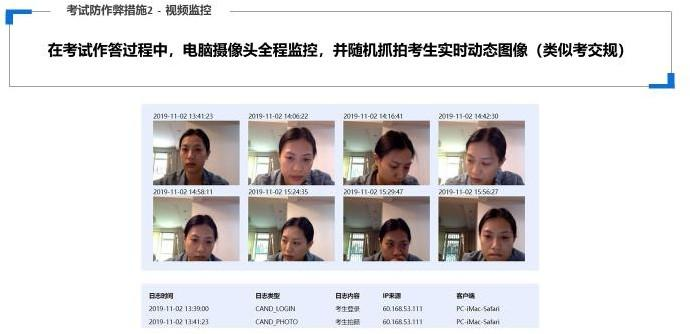 考试防作弊措施2 - 视频监控
在考试作答过程中，电脑摄像头全程监控，并随机抓拍考生实时动态图像（类似考交规）
2019-11-02 13:41:23 2019-11-02 14:06:22 2019-11-02 14:16:41 2019-11-02 14:42:30
2019-11-02 14:58:11 2019-11-02 15:24:35 2019-11-02 15:29:47 2019-11-02 15:56:27
日志时间 日志类型 日志内容 IP来源 客户端
2019-11-02 13:39:00 CAND_LOGIN 考生登录 60.168.53.111 PC-iMac-Safari
2019-11-02 13:41:23 CAND_PHOTO 考生拍照 60.168.53.111 PC-iMac-Safari